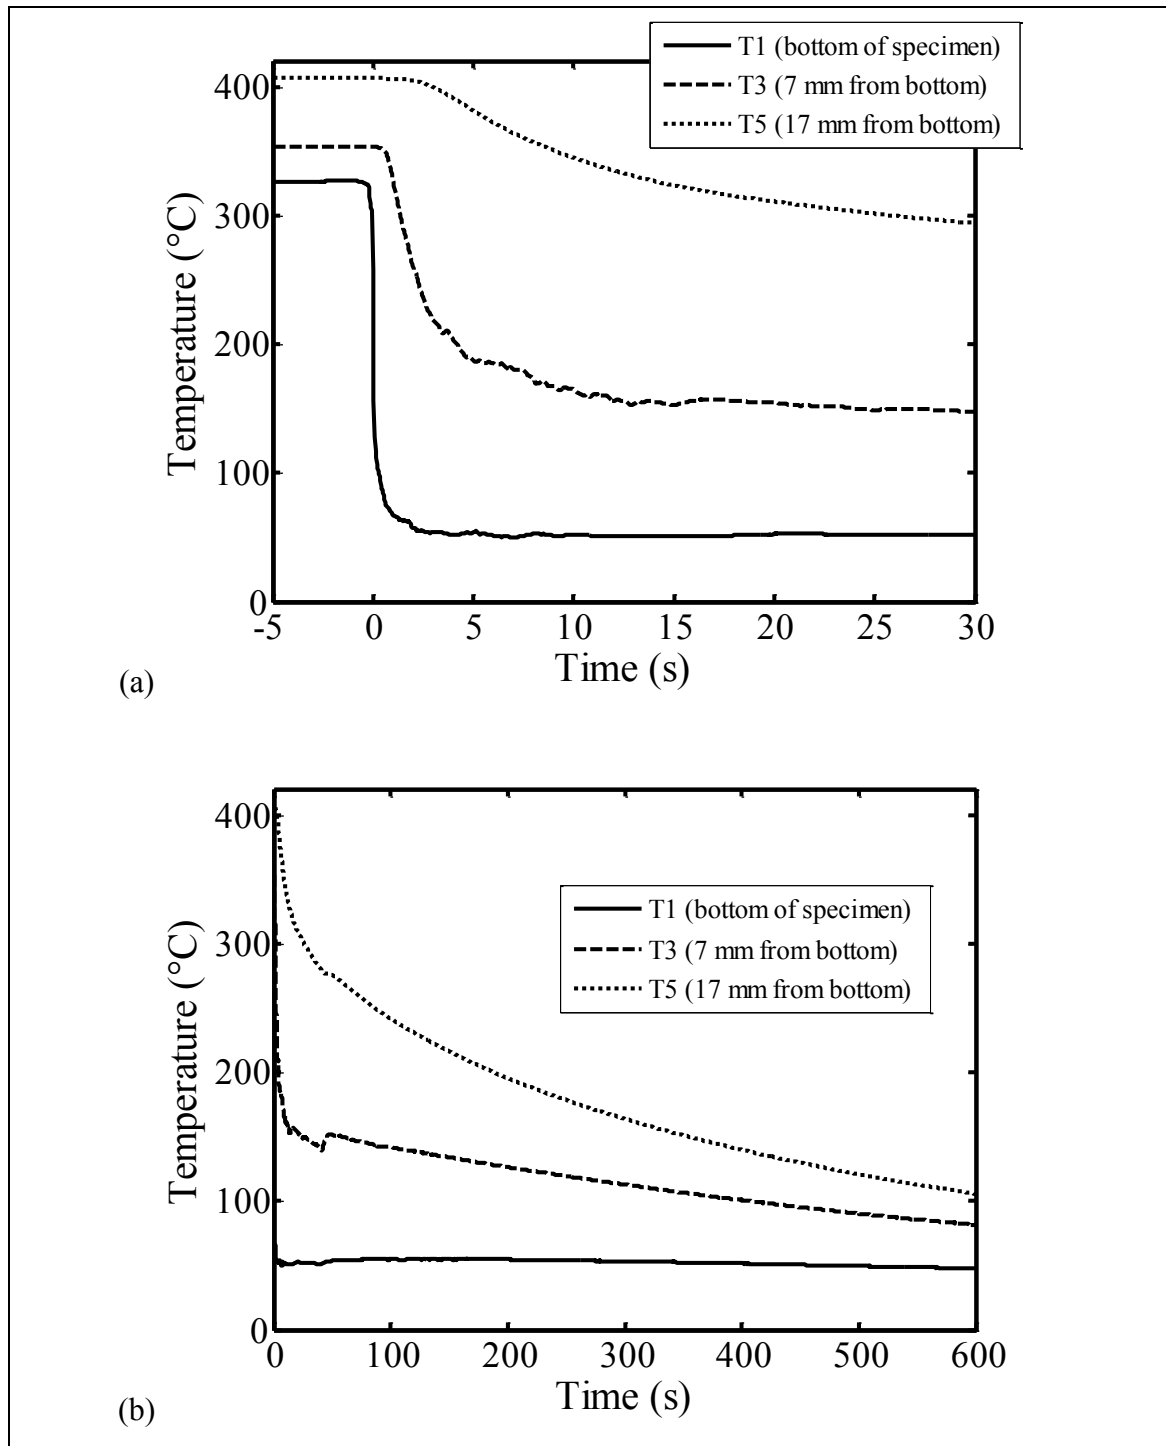 T1 (bottom of specimen)
T3 (7 mm from bottom)
T5 (17 mm from bottom)
400
300
200
100
0
Temperature (°C)
-5 0 5 10 15 20 25 30
Time (s)
(a)
400
300
200
100
0
Temperature (°C)
T1 (bottom of specimen)
T3 (7 mm from bottom)
T5 (17 mm from bottom)
0 100 200 300 400 500 600
Time (s)
(b)